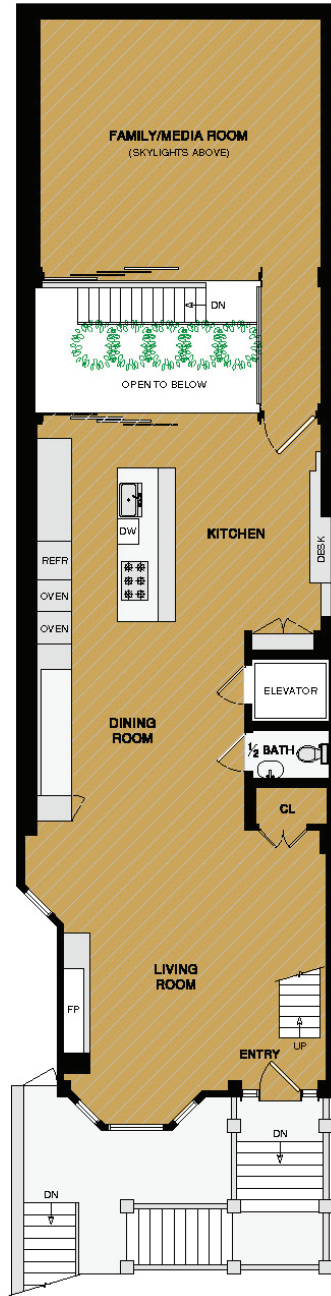 FAMILY/MEDIA ROOM
(SKYLIGHTS ABOVE)
DN
OPEN TO BELOW
DW
KITCHEN
DESK
REFR
OVEN
OVEN
ELEVATOR
DINING
ROOM
½ BATH
CL
LIVING
ROOM
FP
UP
ENTRY
DN
DN